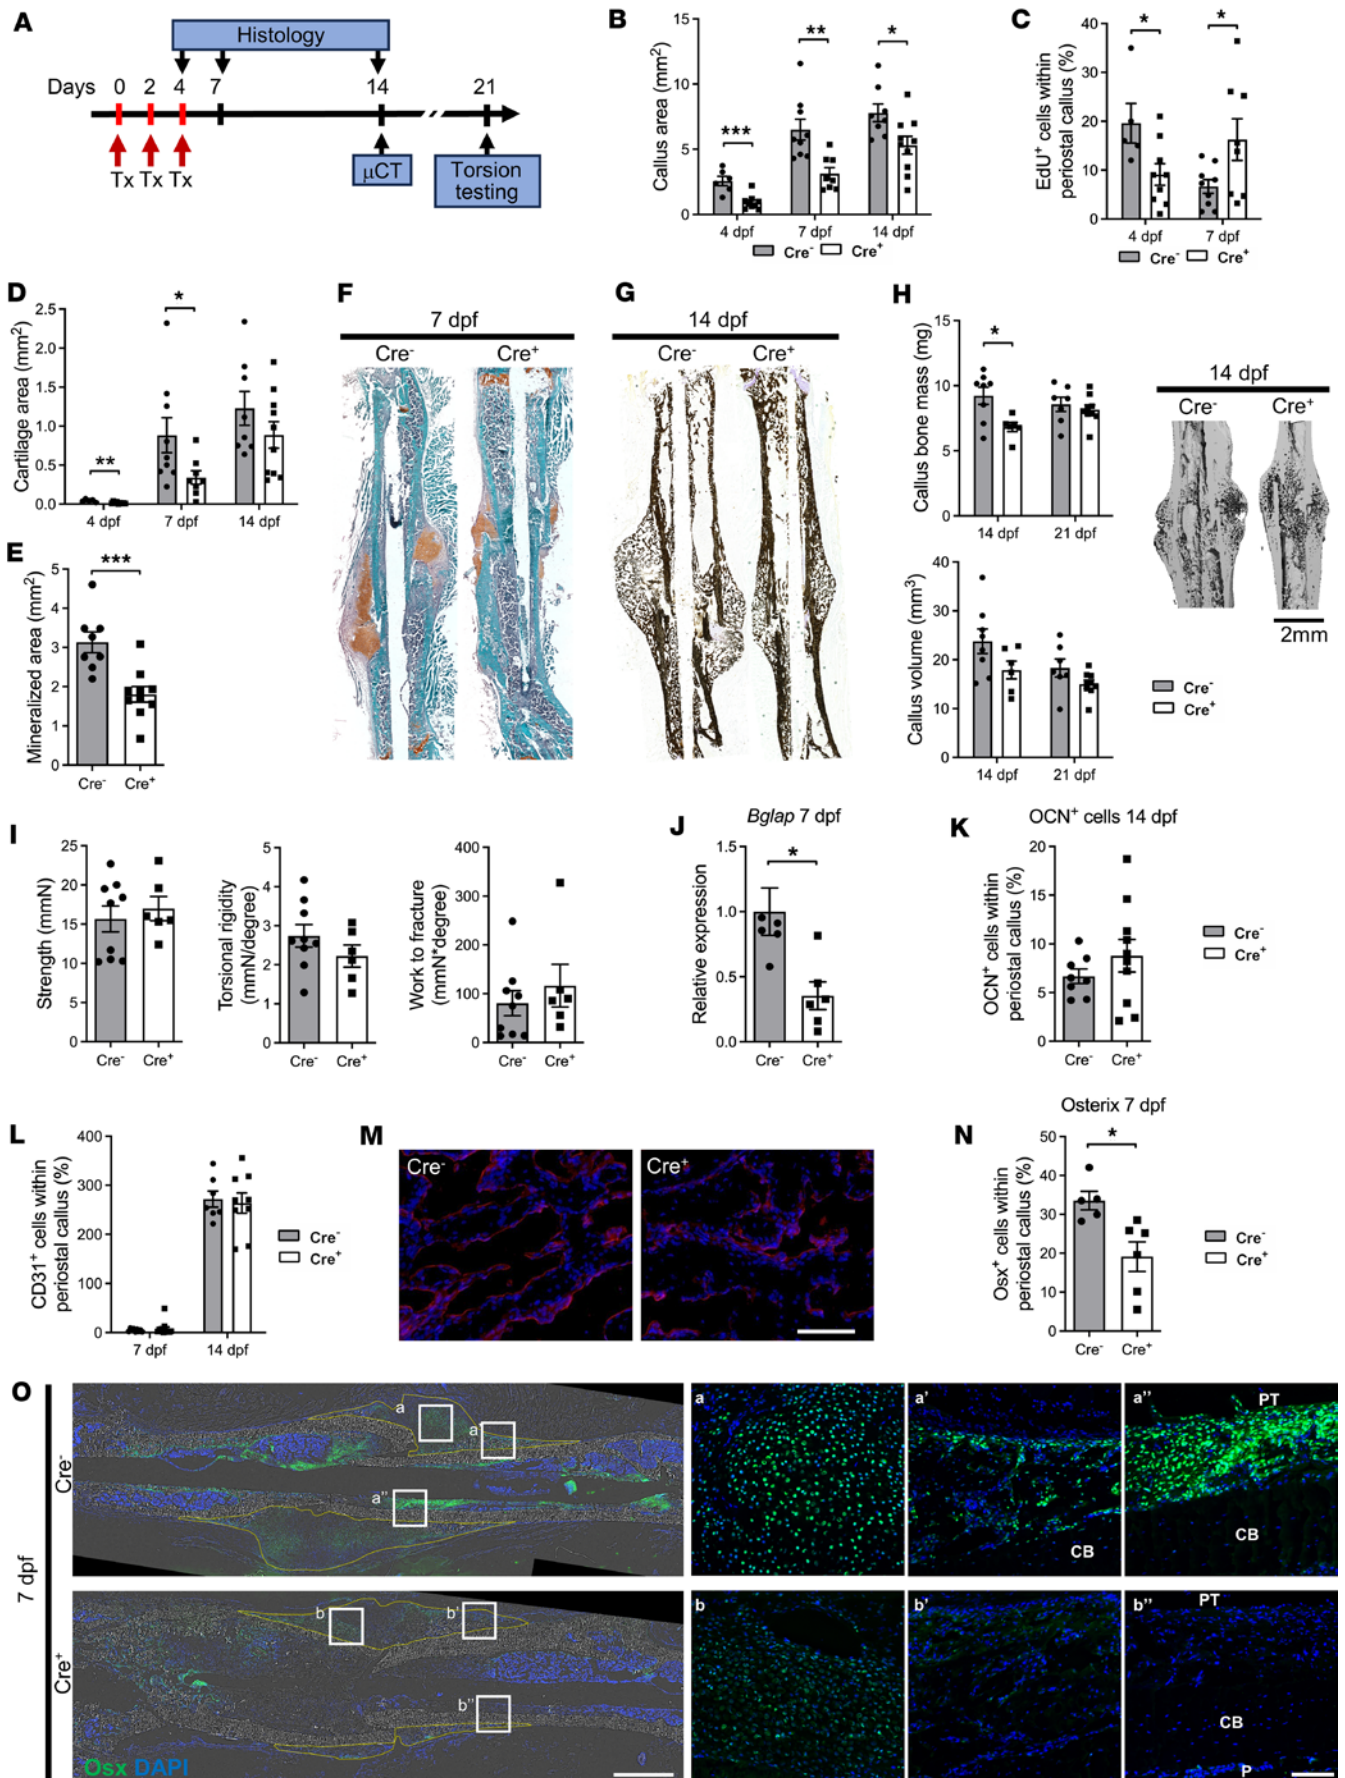 A
Histology
Days 0 2 4 7 14 21
Tx Tx Tx
μCT
Torsion
testing
B
Callus area (mm²)
15
10
5
0
***
**
*
4 dpf 7 dpf 14 dpf
Cre⁻ Cre⁺
C
EdU⁺ cells within
periostal callus (%)
40
30
20
10
0
*
*
4 dpf 7 dpf
Cre⁻ Cre⁺
D
Cartilage area (mm²)
2.5
2.0
1.5
1.0
0.5
0.0
**
*
4 dpf 7 dpf 14 dpf
E
Mineralized area (mm²)
5
4
3
2
1
0
***
Cre⁻ Cre⁺
F
7 dpf
Cre⁻ Cre⁺
G
14 dpf
Cre⁻ Cre⁺
H
Callus bone mass (mg)
15
10
5
0
*
14 dpf 21 dpf
Callus volume (mm³)
40
30
20
10
0
14 dpf 21 dpf
14 dpf
Cre⁻ Cre⁺
2mm
Cre⁻
Cre⁺
I
Strength (mmN)
25
20
15
10
5
0
Cre⁻ Cre⁺
Torsional rigidity
(mmN/degree)
5
4
3
2
1
0
Cre⁻ Cre⁺
Work to fracture
(mmN*degree)
400
300
200
100
0
Cre⁻ Cre⁺
J
Bglap 7 dpf
Relative expression
1.5
1.0
0.5
0.0
*
Cre⁻ Cre⁺
K
OCN⁺ cells 14 dpf
OCN⁺ cells within
periostal callus (%)
20
15
10
5
0
Cre⁻ Cre⁺
Cre⁻
Cre⁺
L
CD31⁺ cells within
periostal callus (%)
400
300
200
100
0
7 dpf 14 dpf
Cre⁻
Cre⁺
M
Cre⁻
Cre⁺
N
Osterix 7 dpf
Osx⁺ cells within
periostal callus (%)
50
40
30
20
10
0
*
Cre⁻ Cre⁺
Cre⁻
Cre⁺
O
7 dpf
Cre⁻
a
a'
a''
a
a'
CB
a''
PT
CB
Cre⁺
b
b'
b''
Osx DAPI
b
b'
b''
PT
CB
P